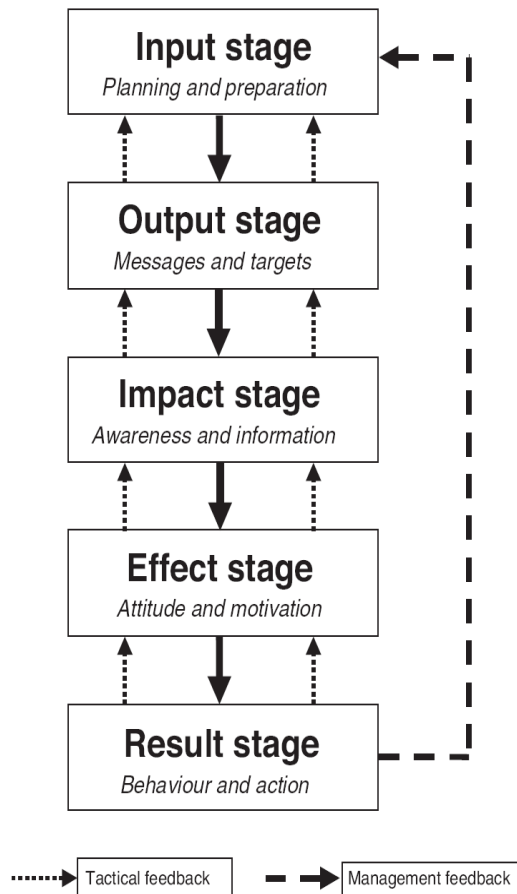 Input stage
Planning and preparation
Output stage
Messages and targets
Impact stage
Awareness and information
Effect stage
Attitude and motivation
Result stage
Behaviour and action
Tactical feedback
Management feedback